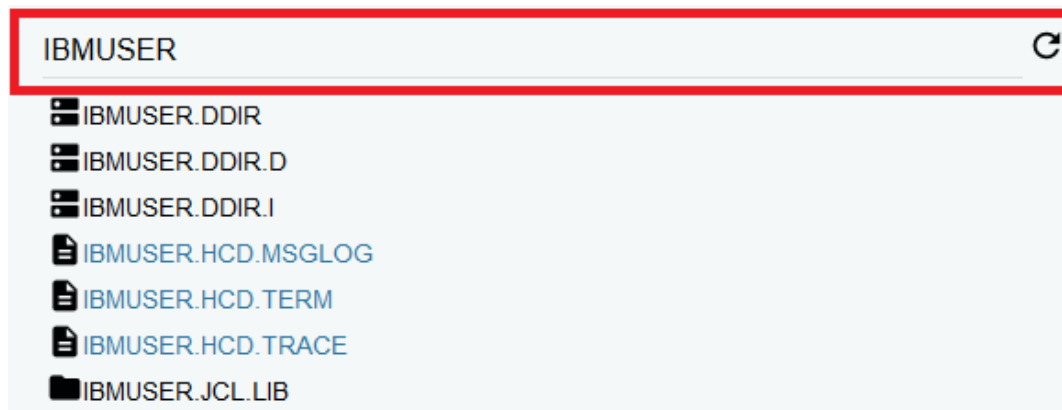 IBMUSER
IBMUSER.DDIR
IBMUSER.DDIR.D
IBMUSER.DDIR.I
IBMUSER.HCD.MSGLOG
IBMUSER.HCD.TERM
IBMUSER.HCD.TRACE
IBMUSER.JCL.LIB